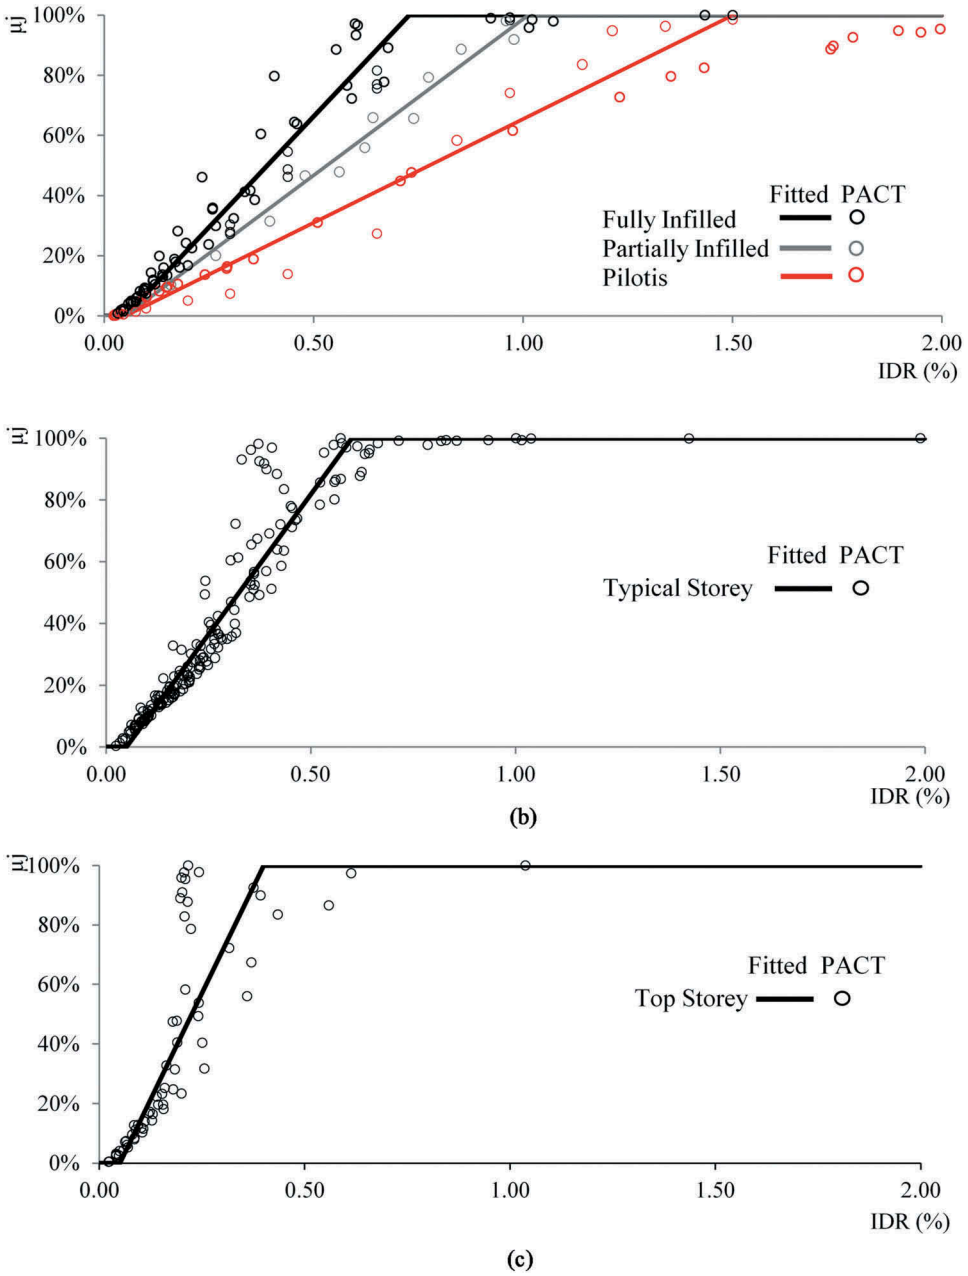 μj
100%
80%
60%
40%
20%
0%
Fitted PACT
Fully Infilled
Partially Infilled
Pilotis
0.00 0.50 1.00 1.50 2.00
IDR (%)
μj
100%
80%
60%
40%
20%
0%
Fitted PACT
Typical Storey
0.00 0.50 1.00 1.50 2.00
IDR (%)
(b)
μj
100%
80%
60%
40%
20%
0%
Fitted PACT
Top Storey
0.00 0.50 1.00 1.50 2.00
IDR (%)
(c)